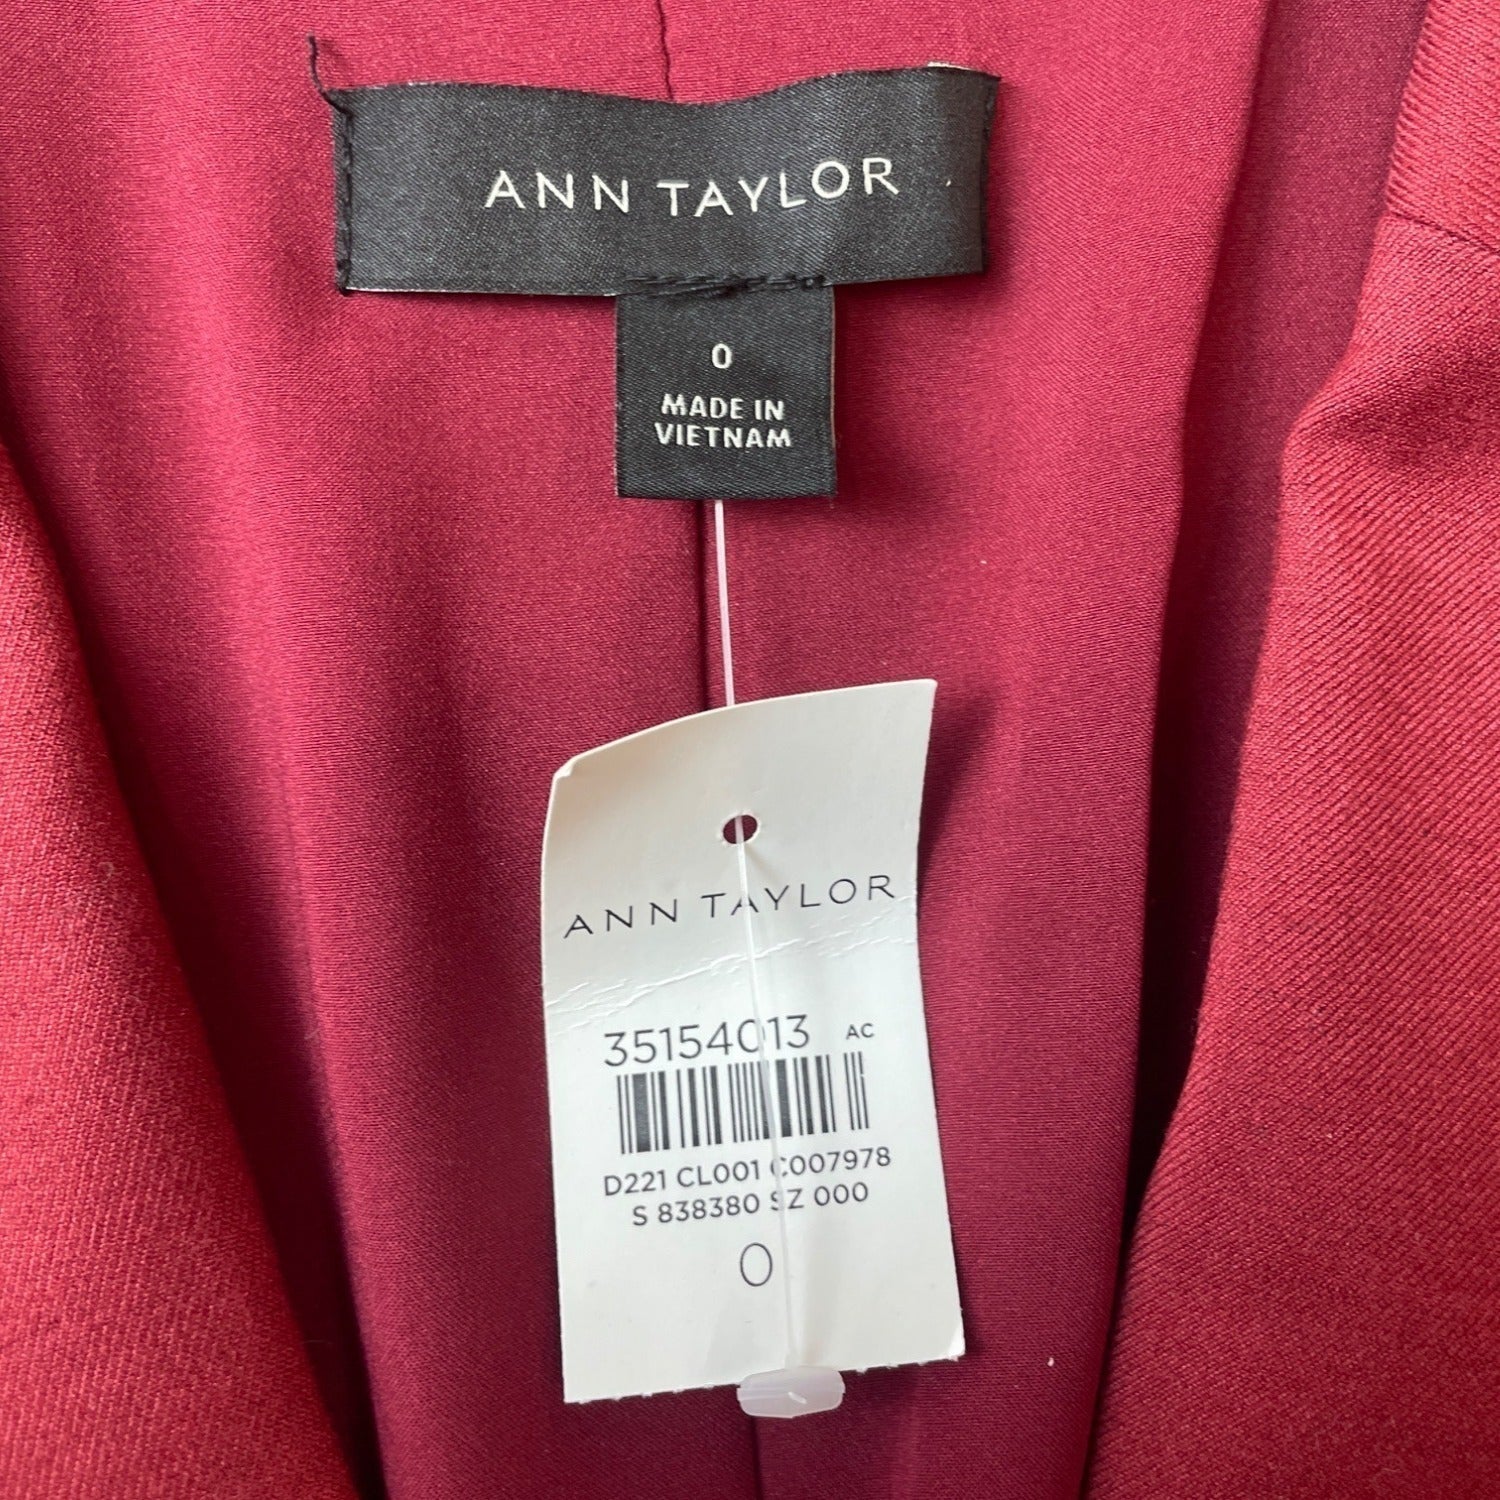 ANN TAYLOR
0
MADE IN
VIETNAM
ANN TAYLOR
35154013 AC
D221 CL001 C007978
S 838380 SZ 000
0